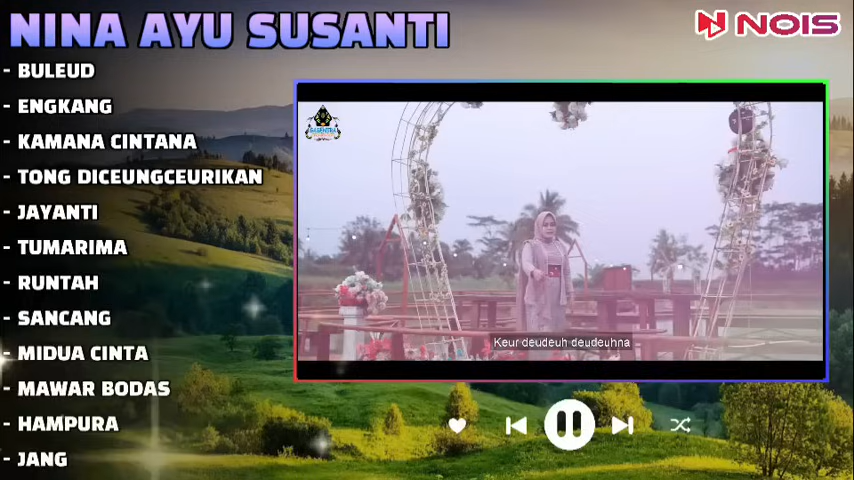 NINA AYU SUSANTI
NOIS
- BULEUD
- ENGKANG
- KAMANA CINTANA
- TONG DICEUNGCEURIKAN
- JAYANTI
- TUMARIMA
- RUNTAH
- SANCANG
- MIDUA CINTA
- MAWAR BODAS
- HAMPURA
- JANG
Keur deudeuh deudeuhna